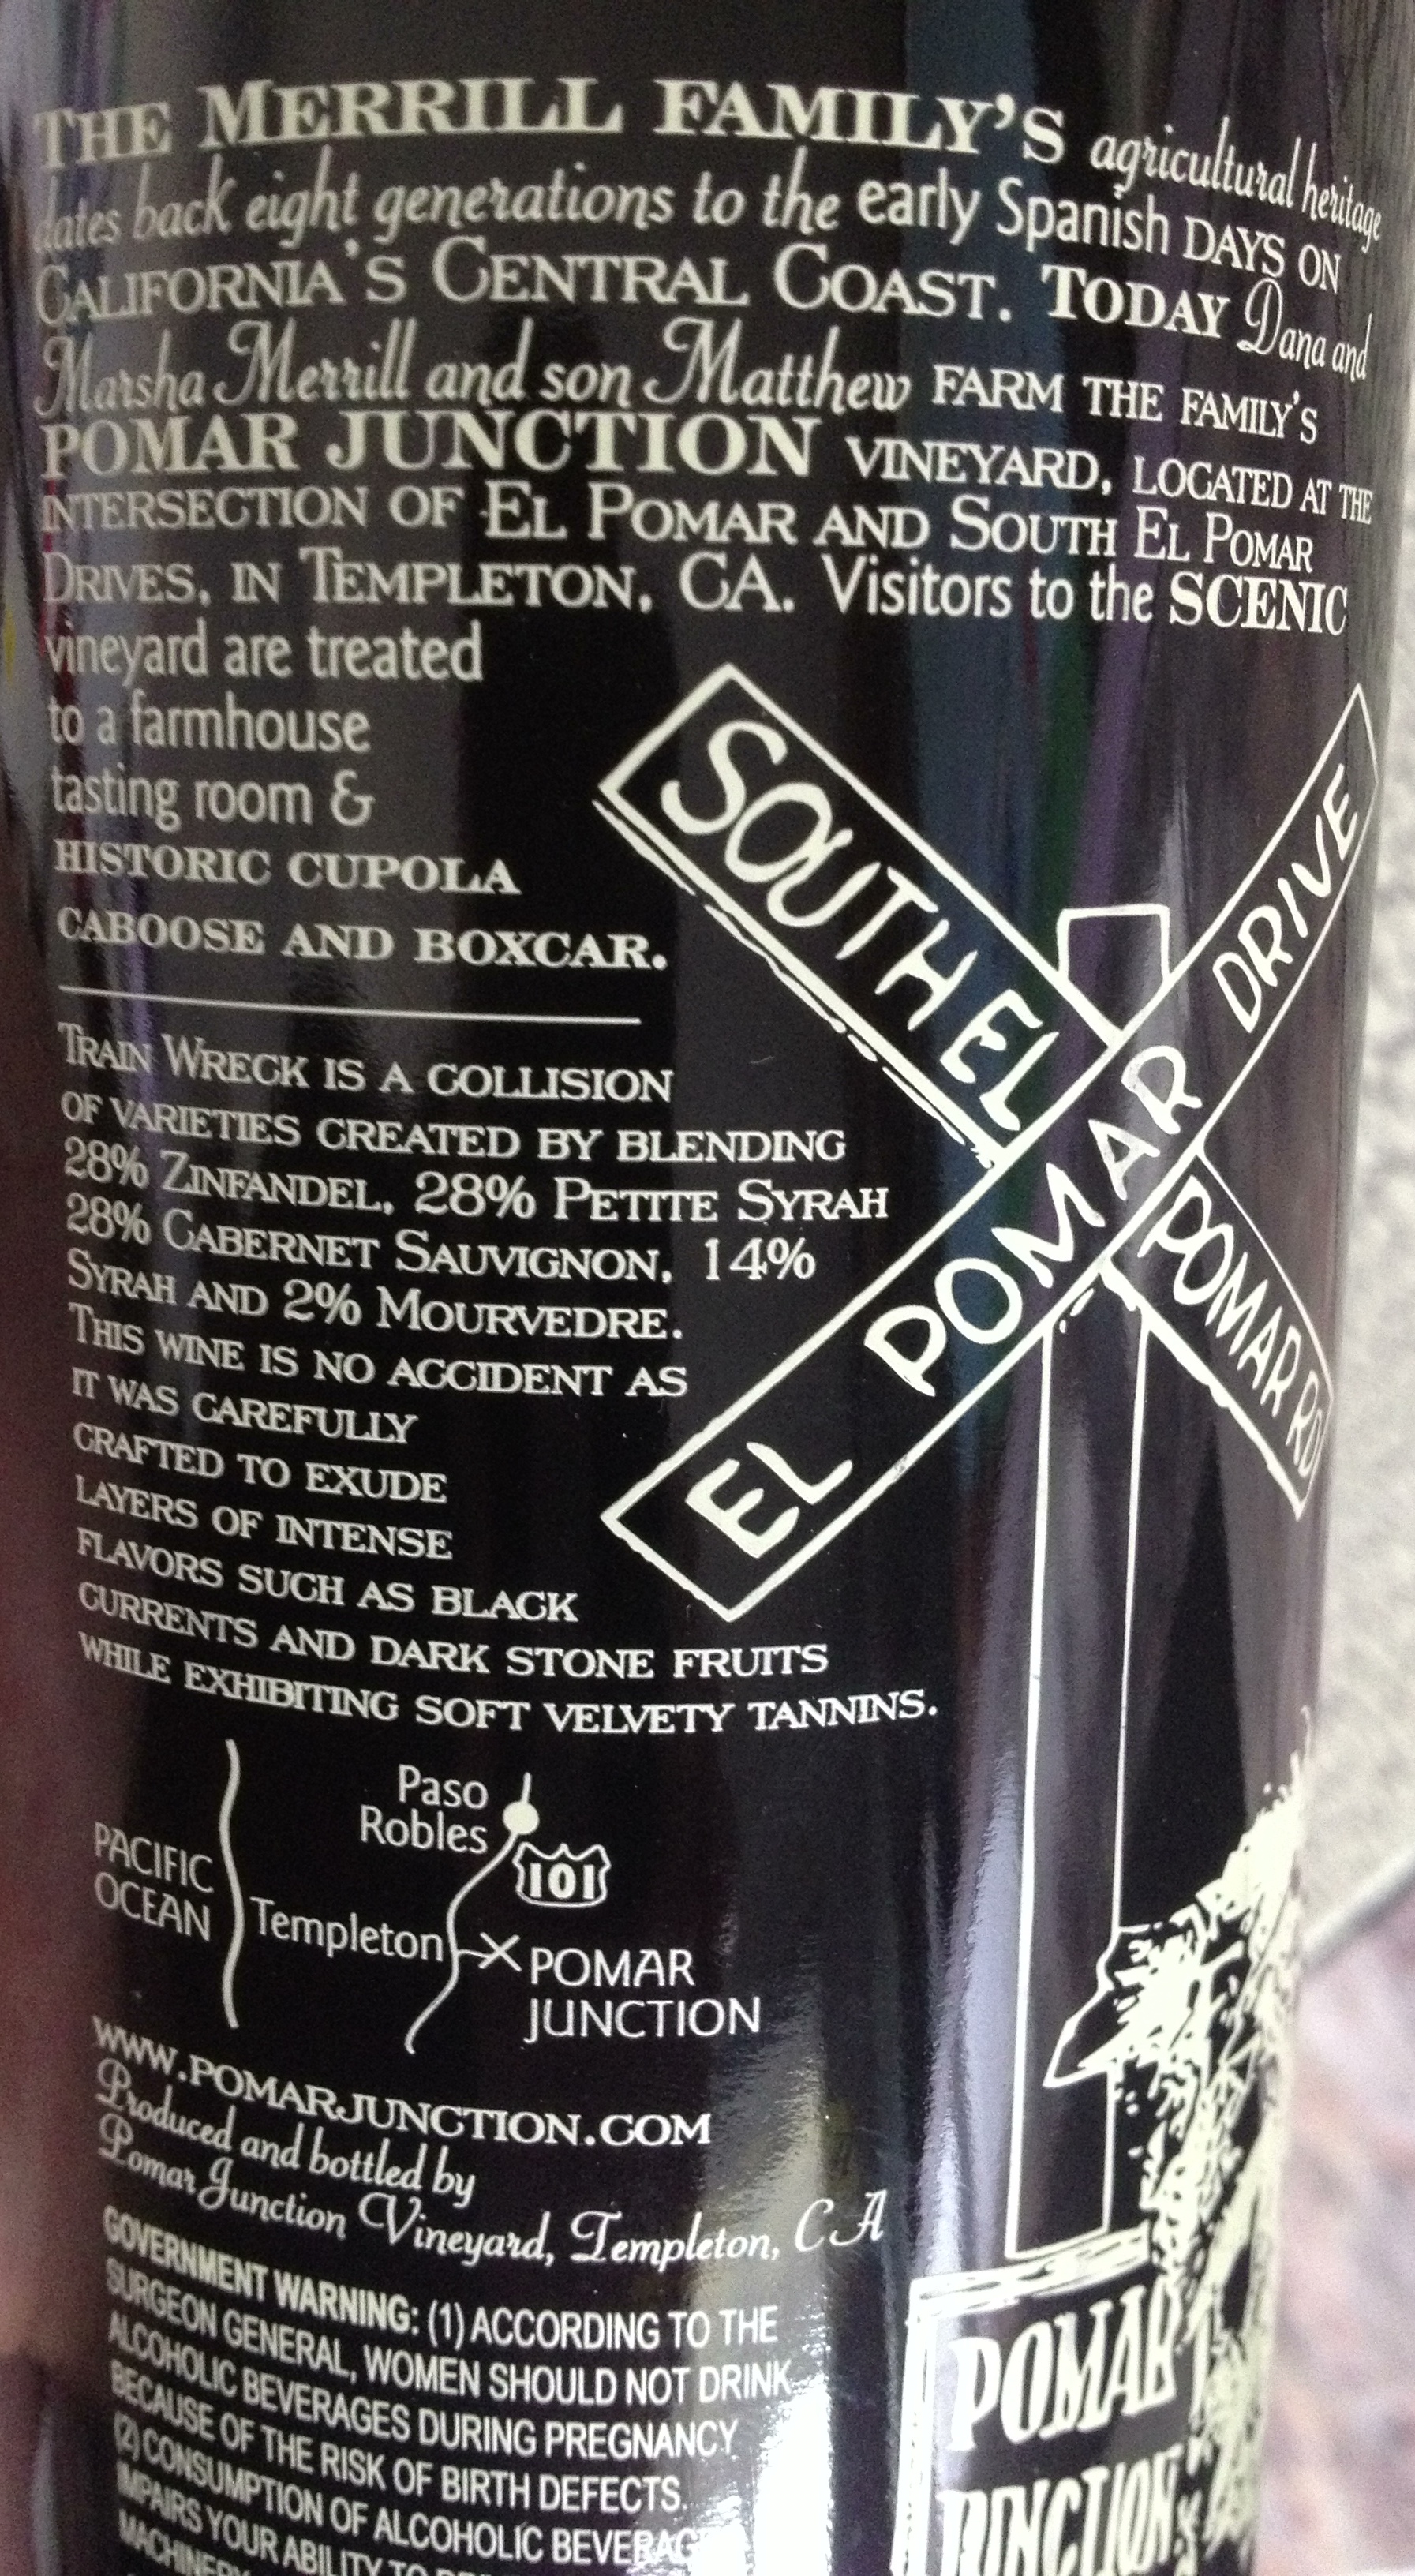 THE MERRILL FAMILY'S agricultural heritage
dates back eight generations to the early Spanish DAYS ON
CALIFORNIA'S CENTRAL COAST. TODAY Dana and
Marsha Merrill and son Matthew FARM THE FAMILY'S
POMAR JUNCTION VINEYARD, LOCATED AT THE
INTERSECTION OF EL POMAR AND SOUTH EL POMAR
DRIVES, IN TEMPLETON, CA. Visitors to the SCENIC
vineyard are treated
to a farmhouse
tasting room &
HISTORIC CUPOLA
CABOOSE AND BOXCAR.
TRAIN WRECK IS A COLLISION
OF VARIETIES CREATED BY BLENDING
28% ZINFANDEL, 28% PETITE SYRAH
28% CABERNET SAUVIGNON, 14%
SYRAH AND 2% MOURVEDRE.
THIS WINE IS NO ACCIDENT AS
IT WAS CAREFULLY
CRAFTED TO EXUDE
LAYERS OF INTENSE
FLAVORS SUCH AS BLACK
CURRENTS AND DARK STONE FRUITS
WHILE EXHIBITING SOFT VELVETY TANNINS.
SOUTH EL POMAR RD
EL POMAR DRIVE
Paso
Robles
101
PACIFIC
OCEAN
Templeton
POMAR
JUNCTION
WWW.POMARJUNCTION.COM
Produced and bottled by
Pomar Junction Vineyard, Templeton, CA
GOVERNMENT WARNING: (1) ACCORDING TO THE
SURGEON GENERAL, WOMEN SHOULD NOT DRINK
ALCOHOLIC BEVERAGES DURING PREGNANCY
BECAUSE OF THE RISK OF BIRTH DEFECTS.
(2) CONSUMPTION OF ALCOHOLIC BEVERAG
IMPAIRS YOUR ABILITY TO
MACHINERY
POMAR
JUNCTION